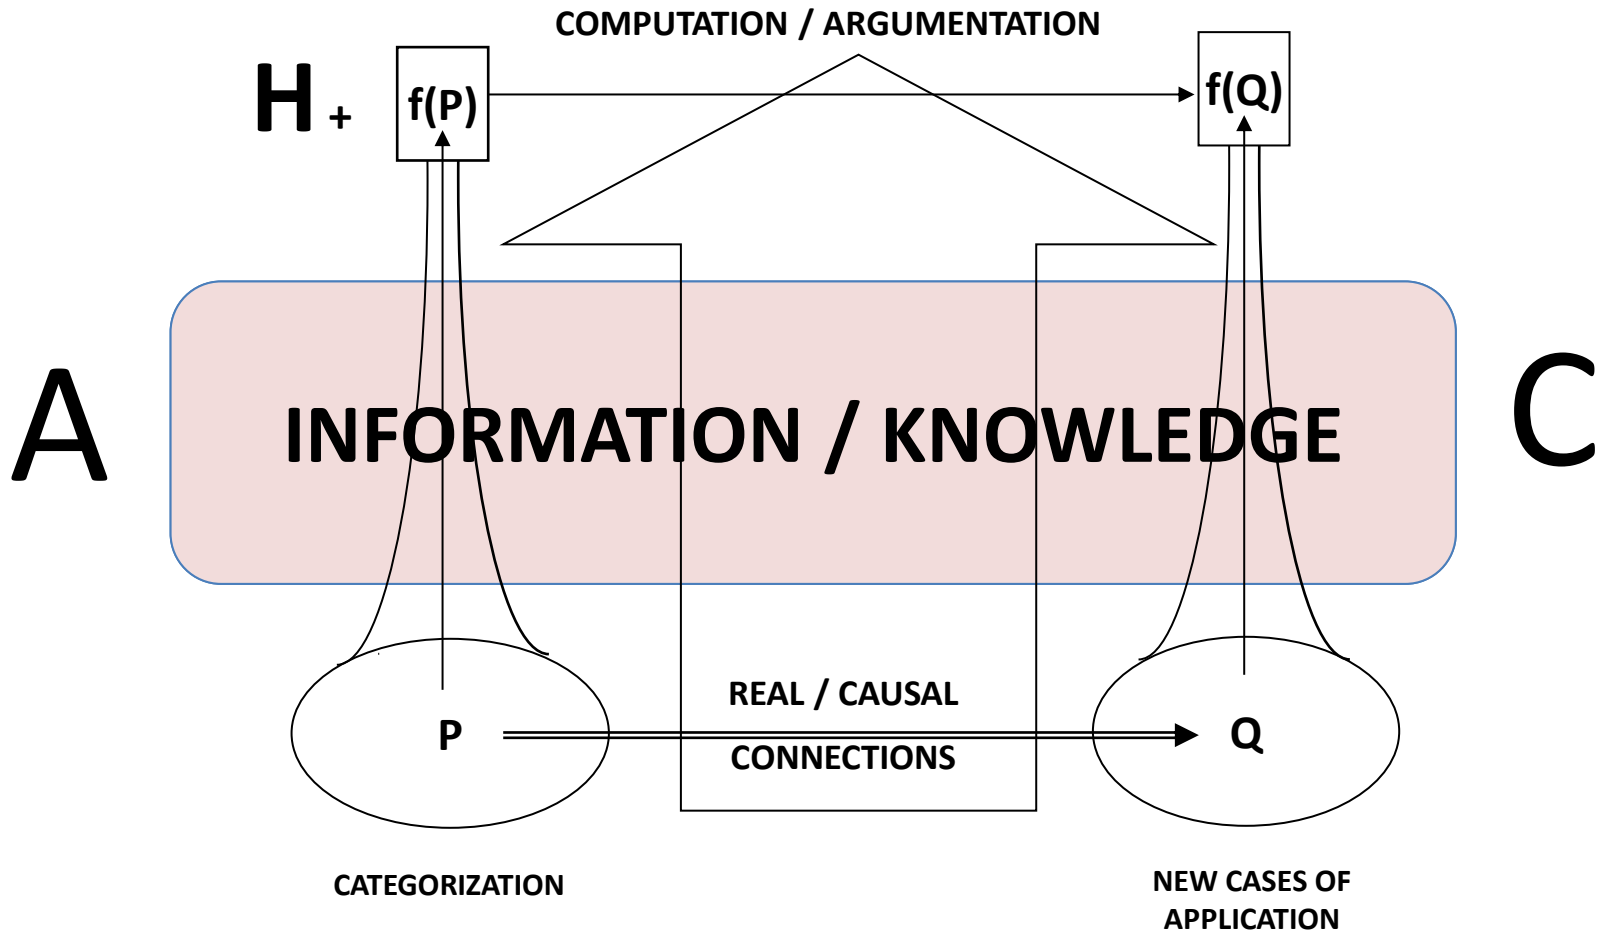 COMPUTATION / ARGUMENTATION
H +
f(P)
f(Q)
A
INFORMATION / KNOWLEDGE
C
REAL / CAUSAL
P
Q
CONNECTIONS
CATEGORIZATION
NEW CASES OF
APPLICATION